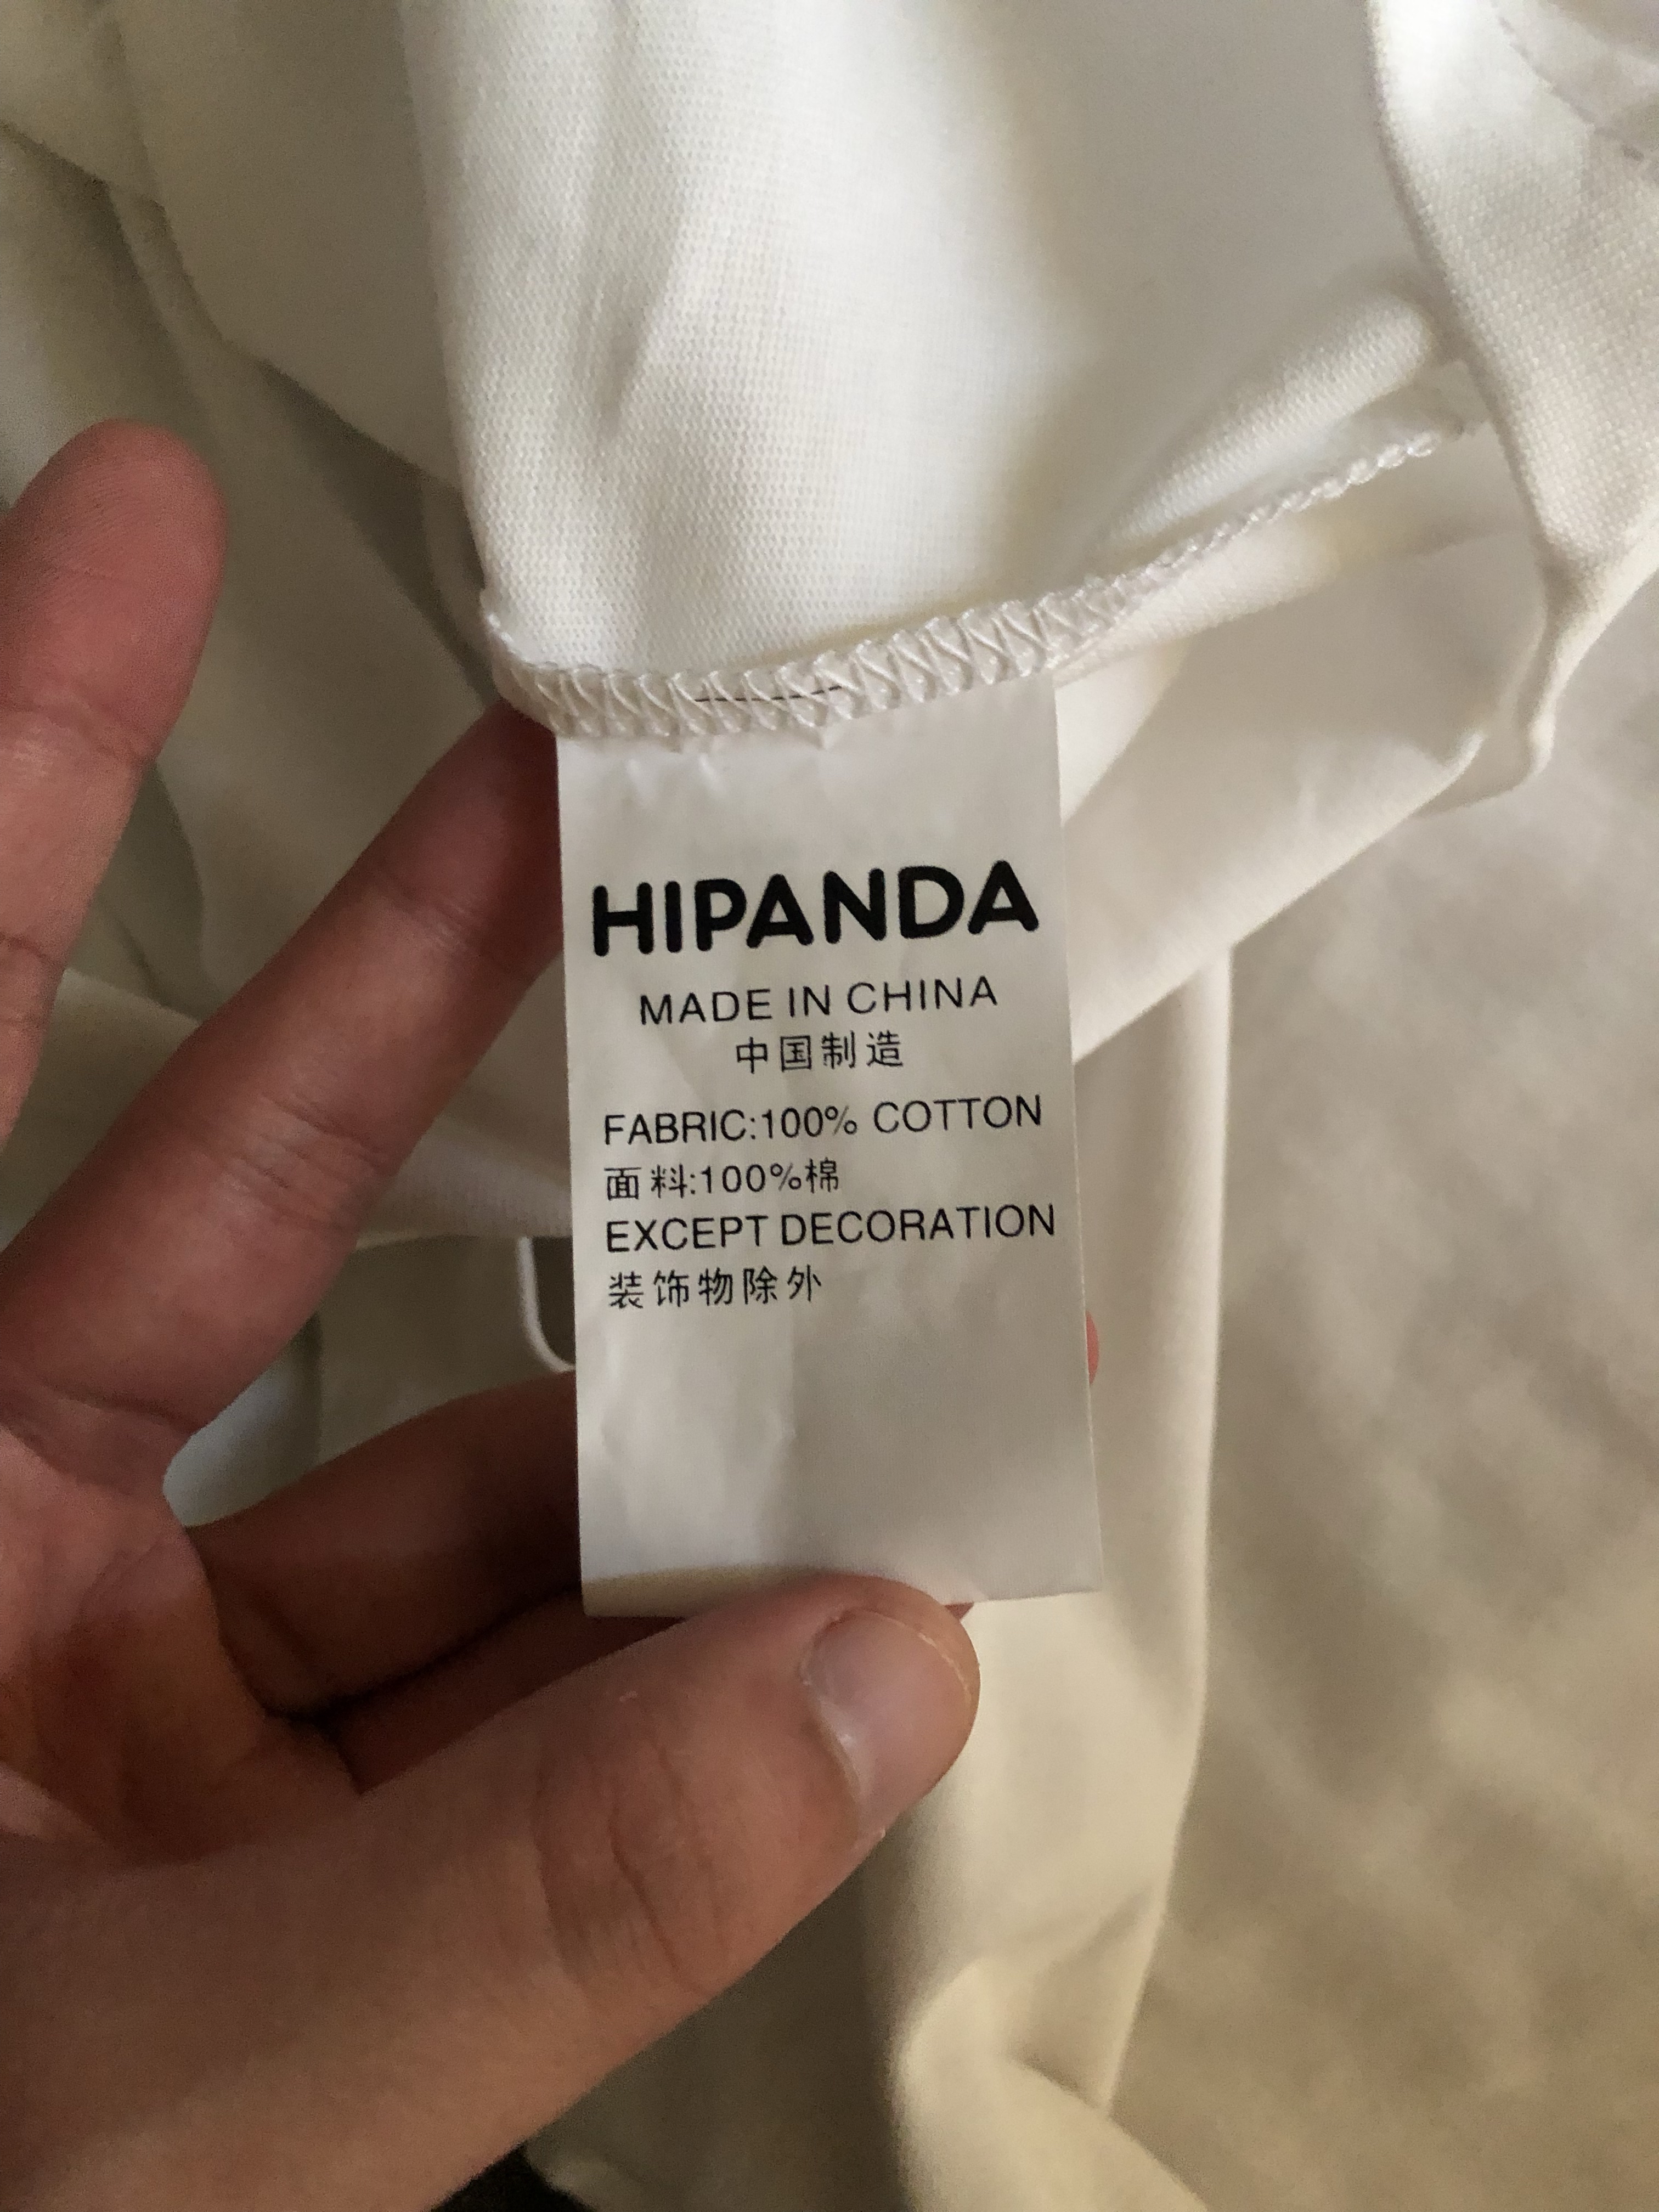 HIPANDA
MADE IN CHINA
中国制造
FABRIC:100% COTTON
面料:100%棉
EXCEPT DECORATION
装饰物除外